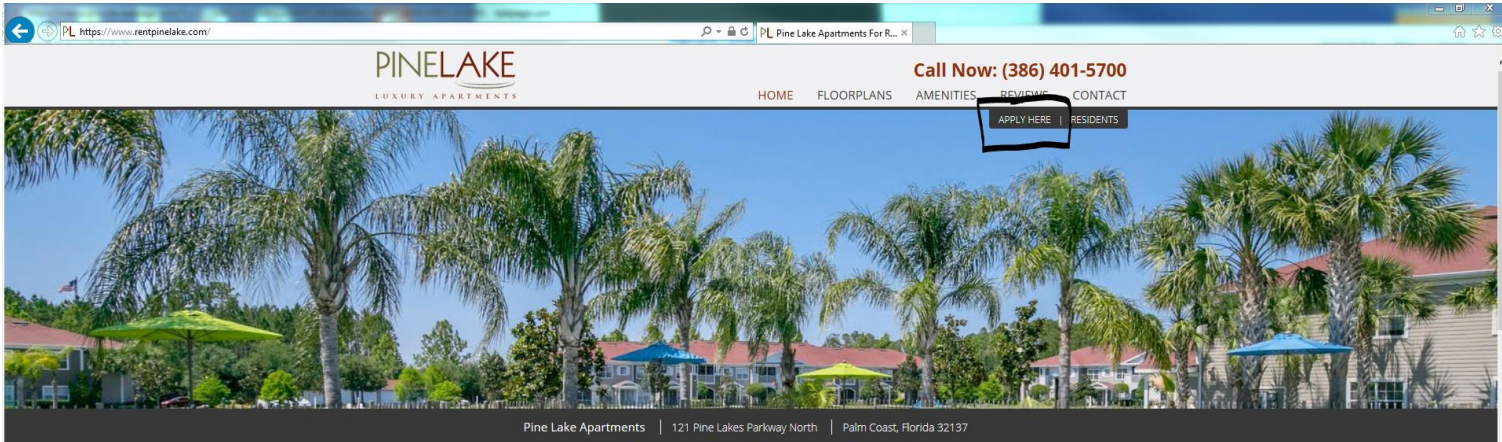 PL https://www.rentpinelake.com/
PL Pine Lake Apartments For R... ×
PINELAKE
LUXURY APARTMENTS
Call Now: (386) 401-5700
HOME FLOORPLANS AMENITIES REVIEWS CONTACT
APPLY HERE | RESIDENTS
Pine Lake Apartments | 121 Pine Lakes Parkway North | Palm Coast, Florida 32137